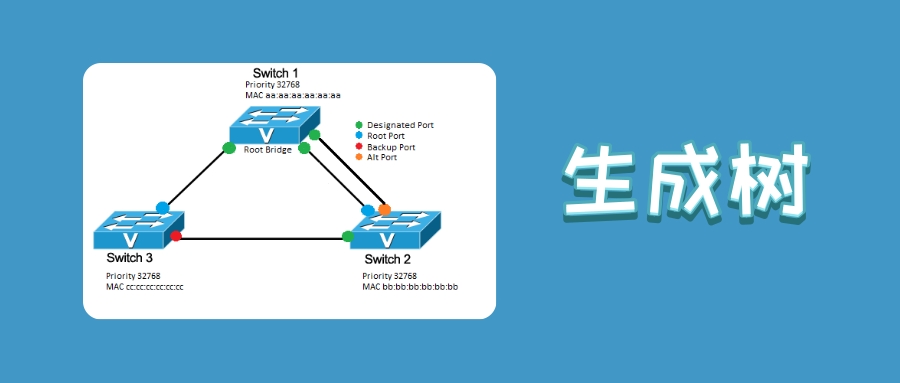 Switch 1
Priority 32768
MAC aa:aa:aa:aa:aa:aa
Root Bridge
Designated Port
Root Port
Backup Port
Alt Port
Switch 3
Priority 32768
MAC cc:cc:cc:cc:cc:cc
Switch 2
Priority 32768
MAC bb:bb:bb:bb:bb:bb
生成树